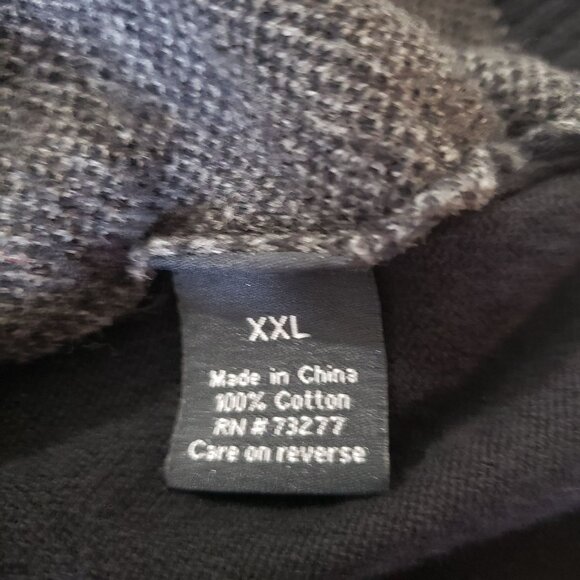 XXL
Made in China
100% Cotton
RN # 73277
Care on reverse